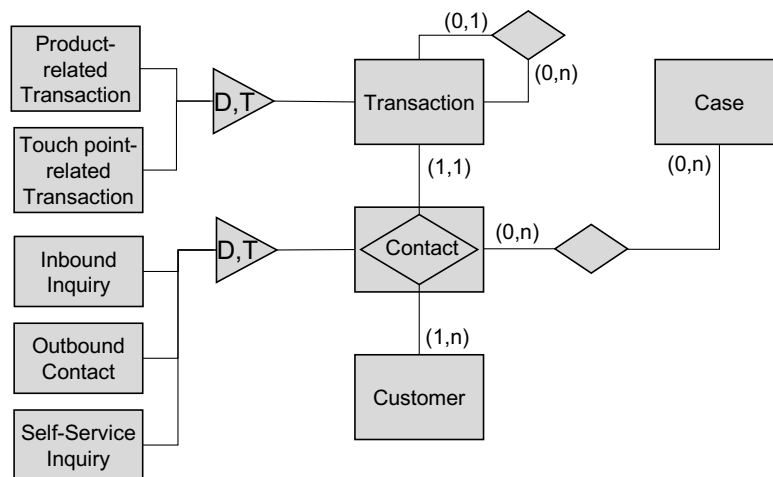 Product-
related
Transaction
Touch point-
related
Transaction
D,T
(0,1)
(0,n)
Transaction
(1,1)
Case
(0,n)
Inbound
Inquiry
Outbound
Contact
Self-Service
Inquiry
D,T
Contact
(0,n)
(1,n)
Customer